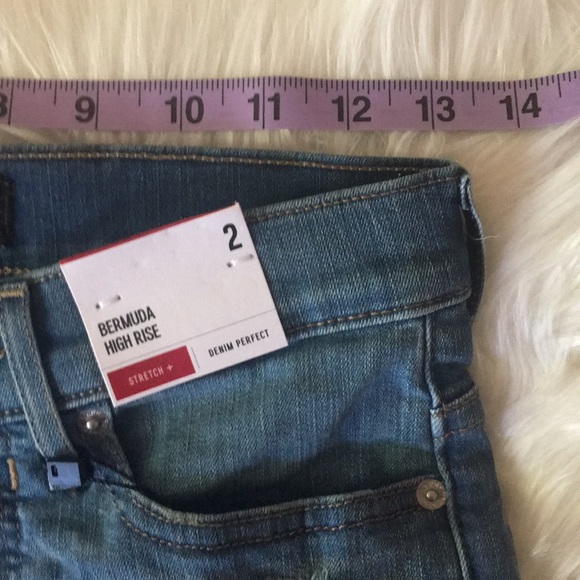 8 9 10 11 12 13 14
2
BERMUDA
HIGH RISE
STRETCH +
DENIM PERFECT